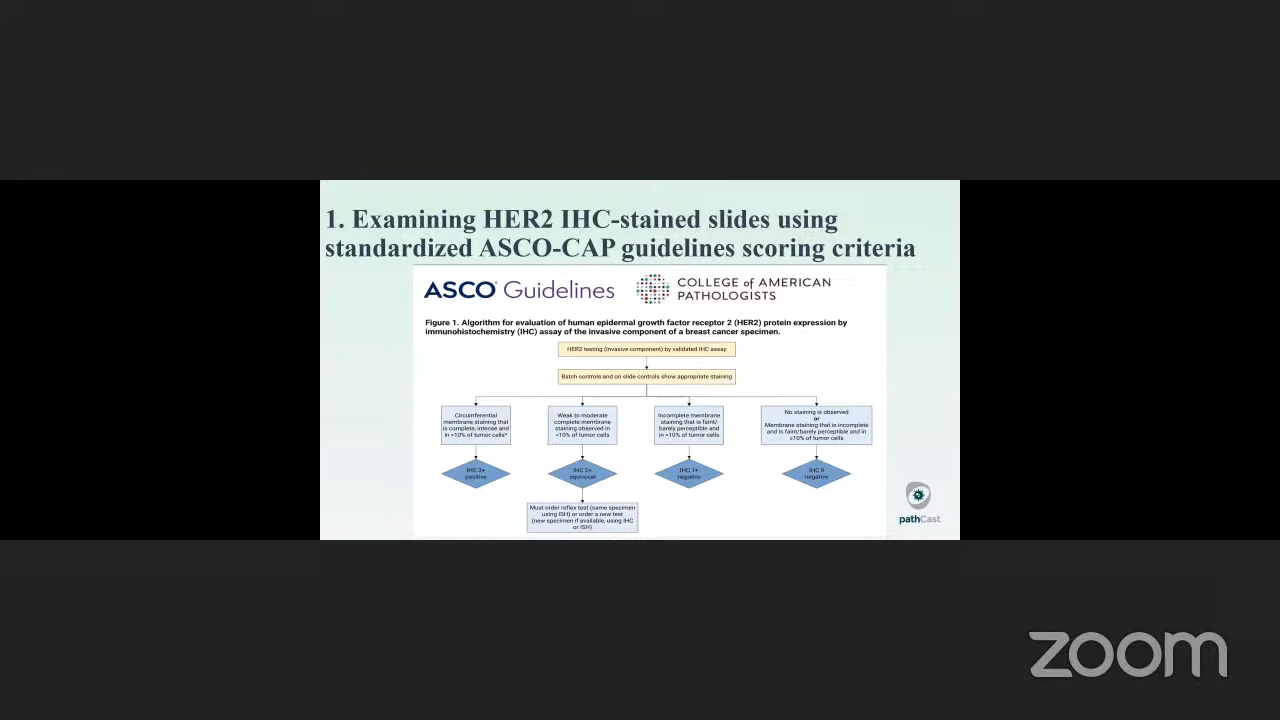 1. Examining HER2 IHC-stained slides using
standardized ASCO-CAP guidelines scoring criteria
ASCO® Guidelines
COLLEGE of AMERICAN
PATHOLOGISTS
Figure 1. Algorithm for evaluation of human epidermal growth factor receptor 2 (HER2) protein expression by
immunohistochemistry (IHC) assay of the invasive component of a breast cancer specimen.
HER2 testing (invasive component) by validated IHC assay
Batch controls and on slide controls show appropriate staining
Circumferential
membrane staining that
is complete, intense and
in >10% of tumor cells*
Weak to moderate
complete membrane
staining observed in
>10% of tumor cells
Incomplete membrane
staining that is faint/
barely perceptible and
in >10% of tumor cells
No staining is observed
or
Membrane staining that is incomplete
and is faint/barely perceptible and in
≤10% of tumor cells
IHC 3+
positive
IHC 2+
equivocal
IHC 1+
negative
IHC 0
negative
Must order reflex test (same specimen
using ISH) or order a new test
(new specimen if available, using IHC
or ISH)
pathCast
zoom